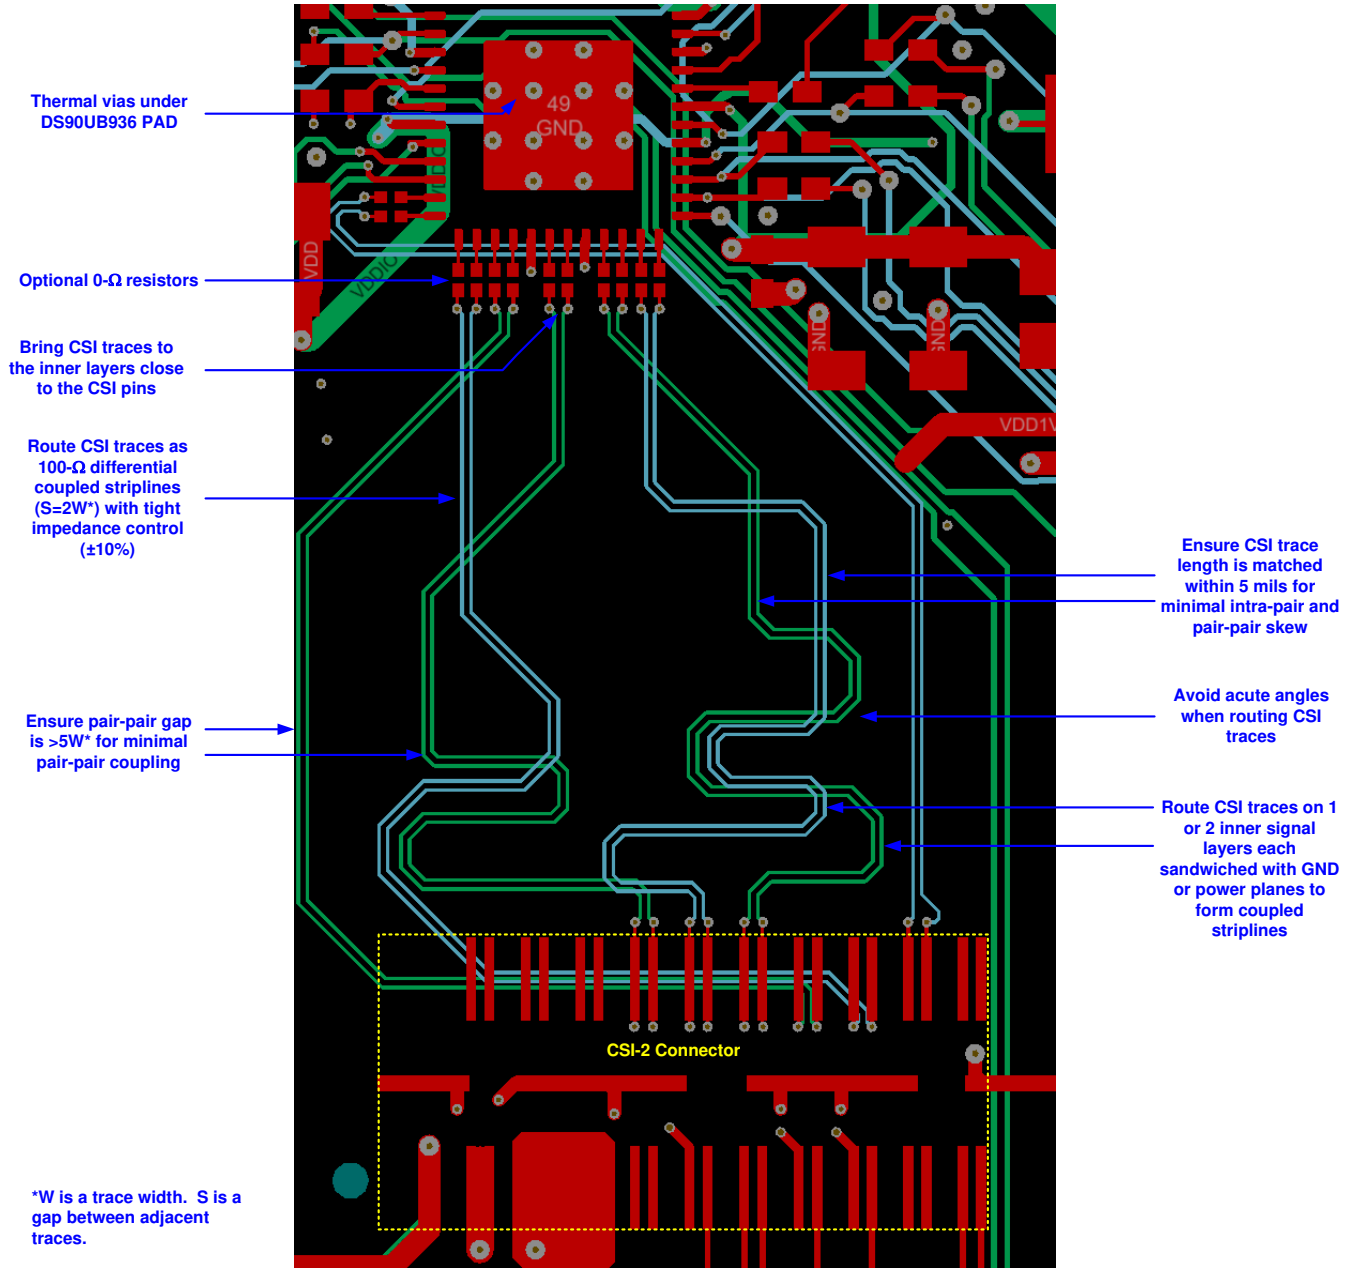 Thermal vias under
DS90UB936 PAD
49
GND
VDDIO
VDD
VDDIO
Optional 0-Ω resistors
GND
GND
Bring CSI traces to
the inner layers close
to the CSI pins
VDD1V
Route CSI traces as
100-Ω differential
coupled striplines
(S=2W*) with tight
impedance control
(±10%)
Ensure CSI trace
length is matched
within 5 mils for
minimal intra-pair and
pair-pair skew
Ensure pair-pair gap
is >5W* for minimal
pair-pair coupling
Avoid acute angles
when routing CSI
traces
Route CSI traces on 1
or 2 inner signal
layers each
sandwiched with GND
or power planes to
form coupled
striplines
CSI-2 Connector
*W is a trace width.  S is a
gap between adjacent
traces.